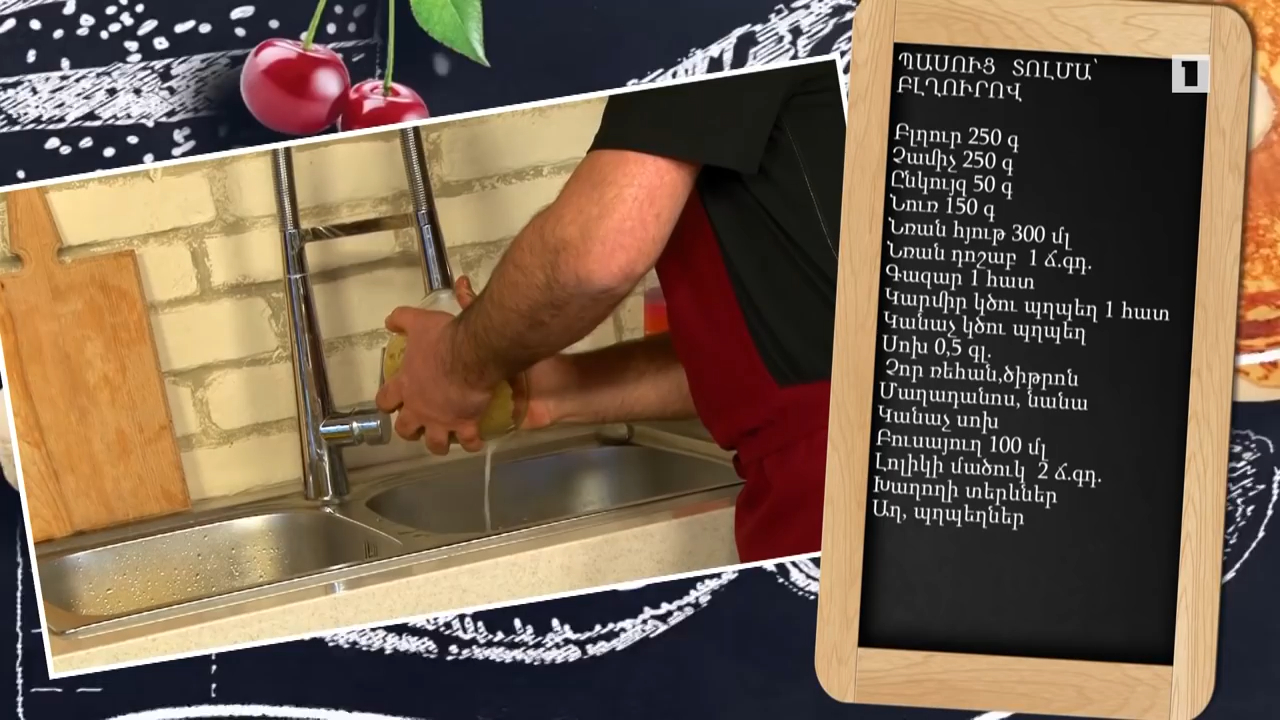 ՊԱՍՈՒՑ ՏՈԼՄԱ՝
ԲԼՂՈՒՐՈՎ
Բլղուր 250 գ
Չամիչ 250 գ
Ընկույզ 50 գ
Նուռ 150 գ
Նռան հյութ 300 մլ
Նռան դոշաբ 1 ճ.գդ.
Գազար 1 հատ
Կարմիր կծու պղպեղ 1 հատ
Կանաչ կծու պղպեղ
Սոխ 0,5 գլ.
Չոր ռեհան,ծիթրոն
Մաղադանոս, նանա
Կանաչ սոխ
Բուսայուղ 100 մլ
Լոլիկի մածուկ 2 ճ.գդ.
Խաղողի տերևներ
Աղ, պղպեղներ
1